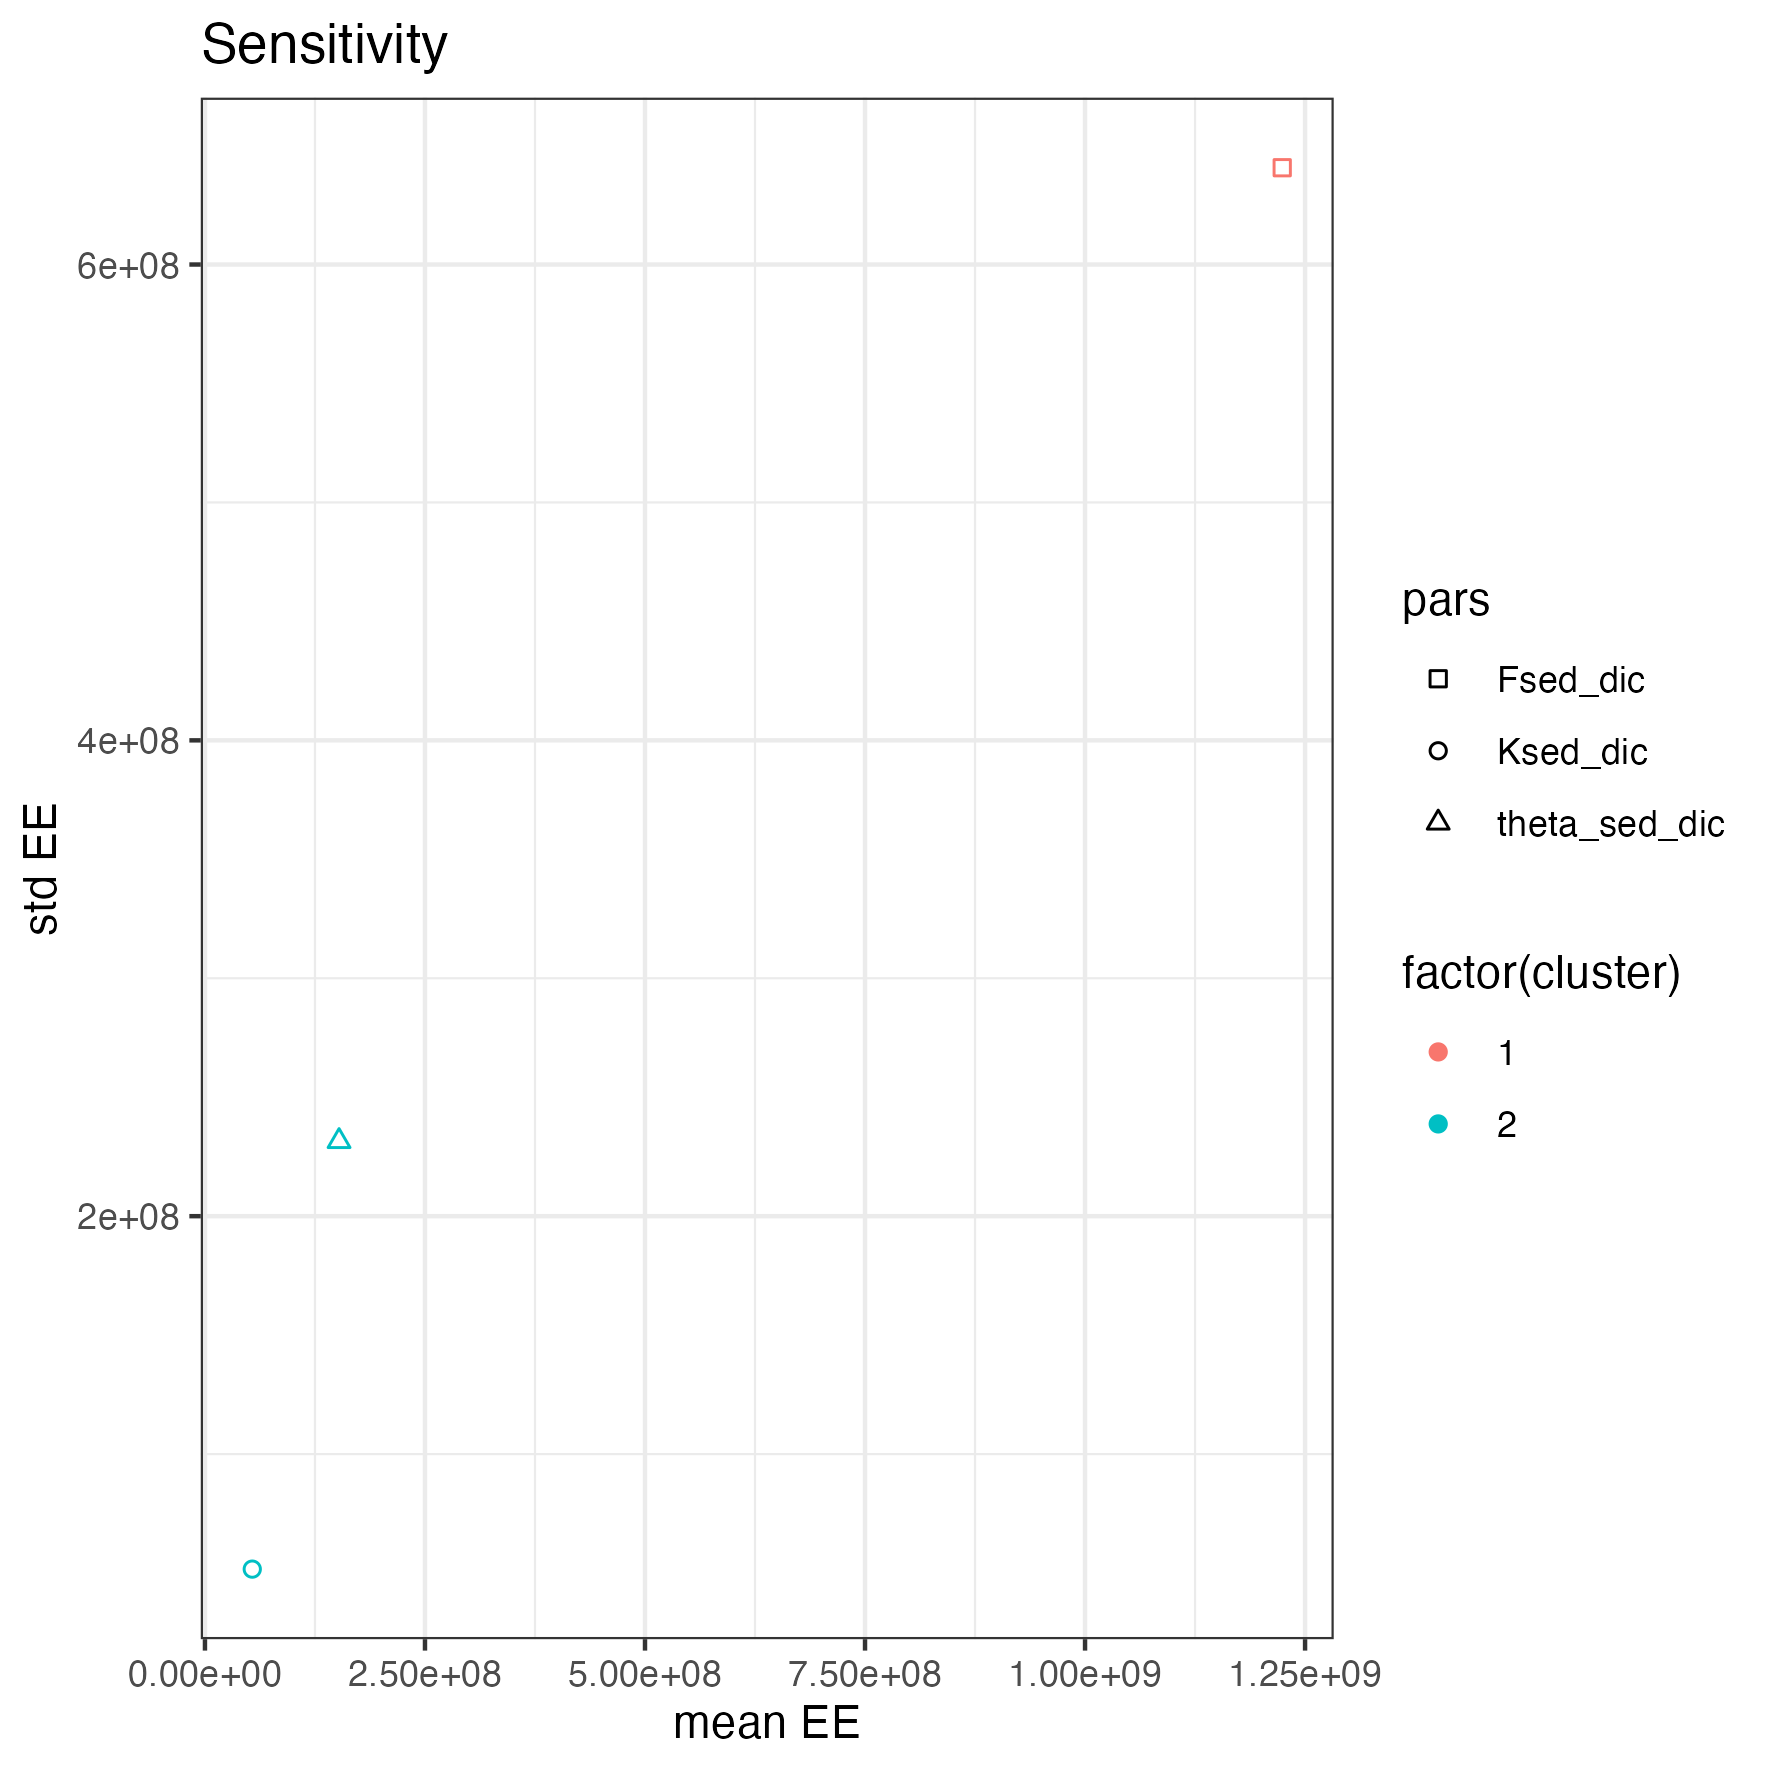 Sensitivity
6e+08
4e+08
2e+08
std EE
0.00e+00 2.50e+08 5.00e+08 7.50e+08 1.00e+09 1.25e+09
mean EE
pars
Fsed_dic
Ksed_dic
theta_sed_dic
factor(cluster)
1
2